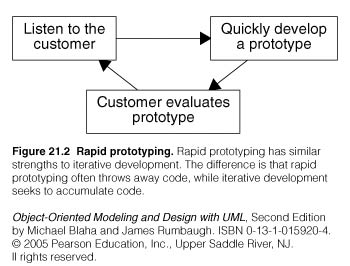 Listen to the
customer
Quickly develop
a prototype
Customer evaluates
prototype
Figure 21.2 Rapid prototyping. Rapid prototyping has similar
strengths to iterative development. The difference is that rapid
prototyping often throws away code, while iterative development
seeks to accumulate code.
Object-Oriented Modeling and Design with UML, Second Edition
by Michael Blaha and James Rumbaugh. ISBN 0-13-1-015920-4.
© 2005 Pearson Education, Inc., Upper Saddle River, NJ.
ll rights reserved.